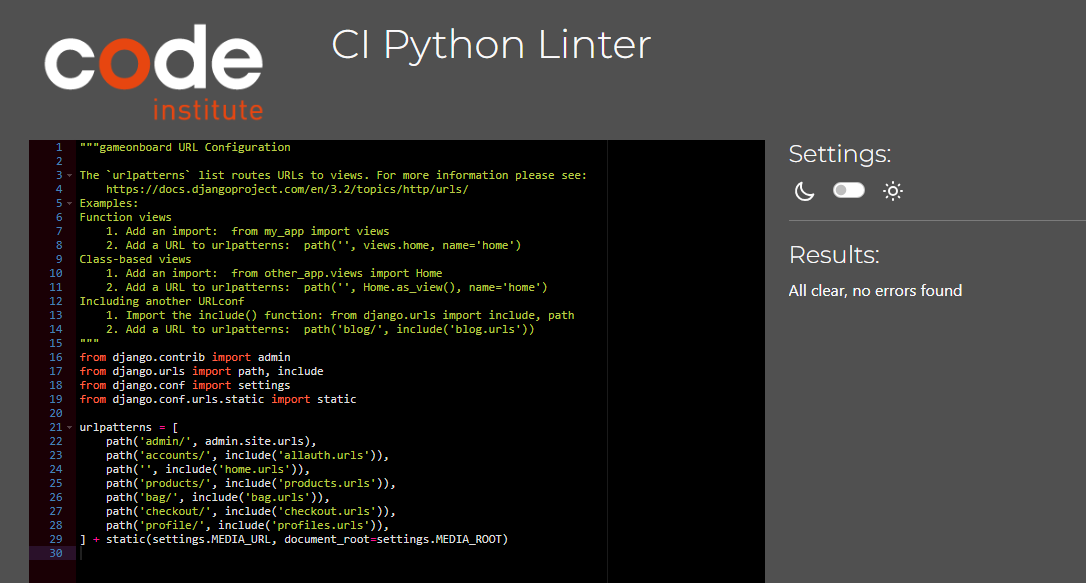 code
institute
CI Python Linter
1 """gameonboard URL Configuration
2
3 The `urlpatterns` list routes URLs to views. For more information please see:
4     https://docs.djangoproject.com/en/3.2/topics/http/urls/
5 Examples:
6 Function views
7     1. Add an import:  from my_app import views
8     2. Add a URL to urlpatterns:  path('', views.home, name='home')
9 Class-based views
10     1. Add an import:  from other_app.views import Home
11     2. Add a URL to urlpatterns:  path('', Home.as_view(), name='home')
12 Including another URLconf
13     1. Import the include() function: from django.urls import include, path
14     2. Add a URL to urlpatterns:  path('blog/', include('blog.urls'))
15 """
16 from django.contrib import admin
17 from django.urls import path, include
18 from django.conf import settings
19 from django.conf.urls.static import static
20
21 urlpatterns = [
22     path('admin/', admin.site.urls),
23     path('accounts/', include('allauth.urls')),
24     path('', include('home.urls')),
25     path('products/', include('products.urls')),
26     path('bag/', include('bag.urls')),
27     path('checkout/', include('checkout.urls')),
28     path('profile/', include('profiles.urls')),
29 ] + static(settings.MEDIA_URL, document_root=settings.MEDIA_ROOT)
30
Settings:
Results:
All clear, no errors found